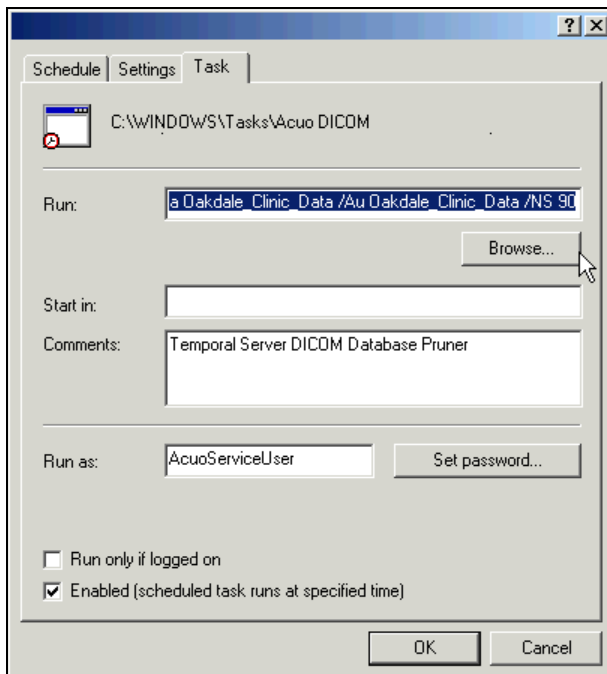 Schedule Settings Task
C:\WINDOWS\Tasks\Acuo DICOM
Run: a Oakdale_Clinic_Data /Au Oakdale_Clinic_Data /NS 90
Browse...
Start in:
Comments: Temporal Server DICOM Database Pruner
Run as: AcuoServiceUser Set password...
Run only if logged on
Enabled (scheduled task runs at specified time)
OK Cancel